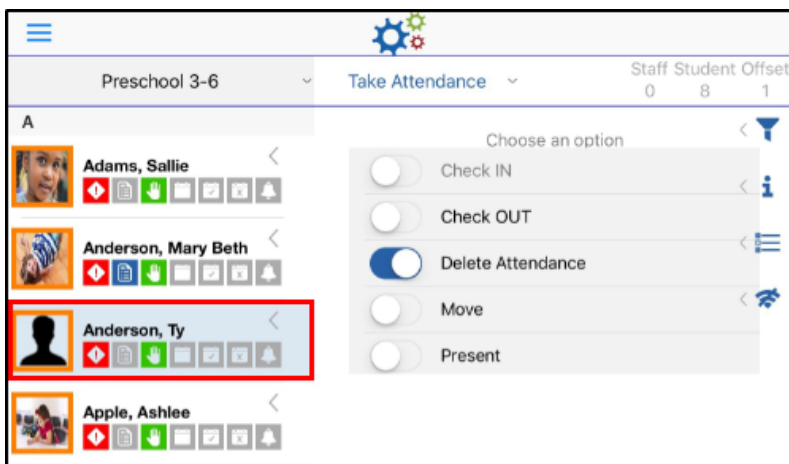 Preschool 3-6
Take Attendance
Staff Student Offset
0 8 1
A
Choose an option
Adams, Sallie
Check IN
Check OUT
Anderson, Mary Beth
Delete Attendance
Anderson, Ty
Move
Present
Apple, Ashlee